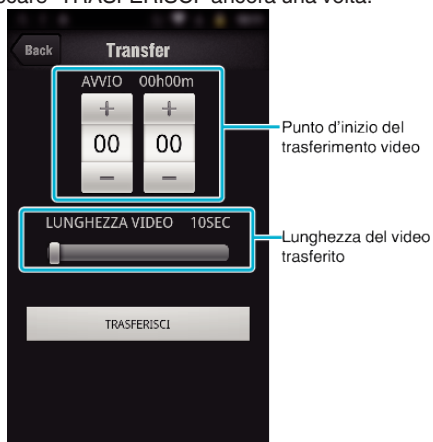 "TRASFERISCI" ancora una volta.
Back
Transfer
AVVIO 00h00m
+ +
00 00
− −
Punto d'inizio del
trasferimento video
LUNGHEZZA VIDEO 10SEC
Lunghezza del video
trasferito
TRASFERISCI